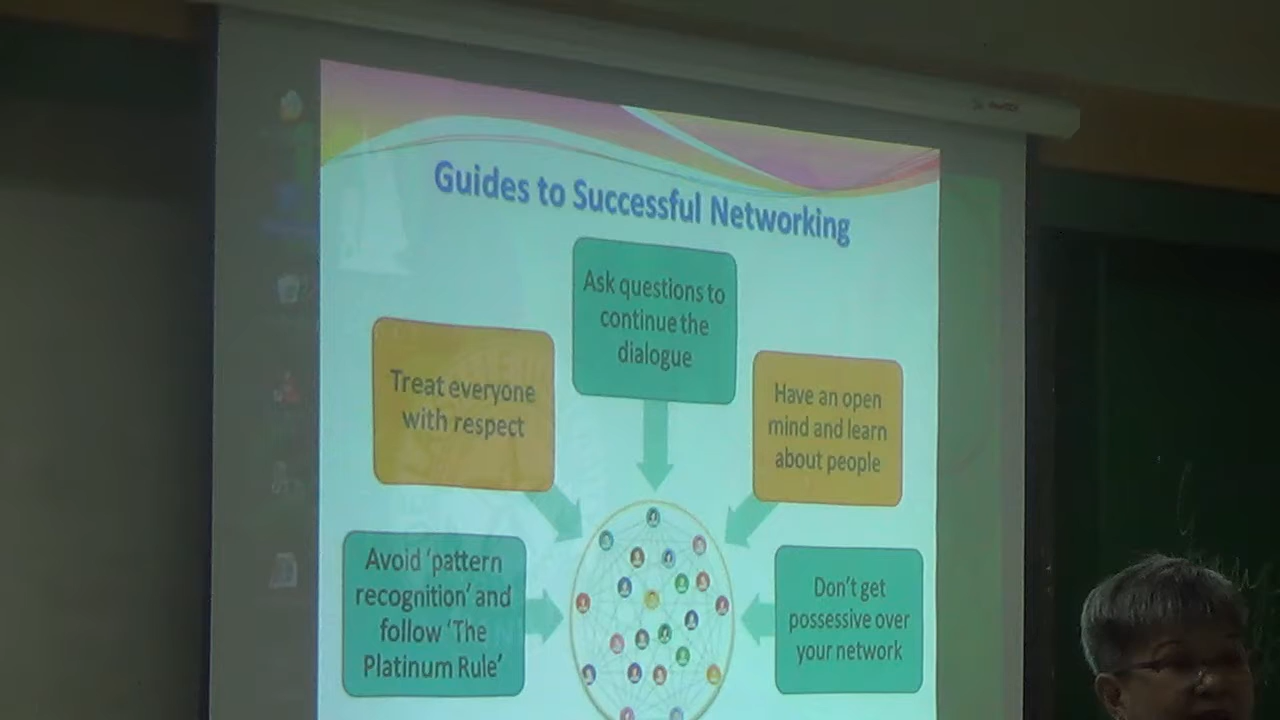 Guides to Successful Networking
Ask questions to
continue the
dialogue
Treat everyone
with respect
Have an open
mind and learn
about people
Avoid 'pattern
recognition' and
follow 'The
Platinum Rule'
Don't get
possessive over
your network